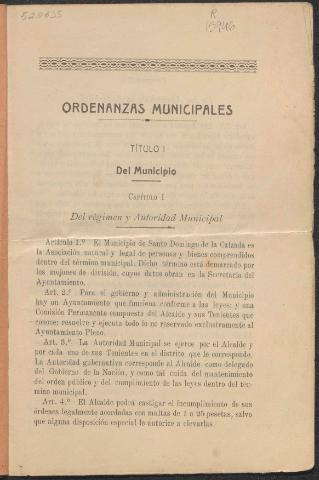 520635
R
15946
ORDENANZAS MUNICIPALES
TÍTULO I
Del Municipio
CAPÍTULO I
Del régimen y Autoridad Municipal
Artículo 1.º El Municipio de Santo Domingo de la Calzada es
la Asociación natural y legal de personas y bienes comprendidos
dentro del término municipal. Dicho término está demarcado por
los mojones de división, cuyos datos obran en la Secretaría del
Ayuntamiento.
Art. 2.º Para el gobierno y administración del Municipio
hay un Ayuntamiento que funciona conforme a las leyes; y una
Comisión Permanente compuesta del Alcalde y sus Tenientes que
conoce; resuelve y ejecuta todo lo no reservado exclusivamente al
Ayuntamiento Pleno.
Art. 3.º La Autoridad Municipal se ejerce por el Alcalde y
por cada uno de sus Tenientes en el distrito que le corresponde.
La Autoridad gubernativa corresponde al Alcalde como delegado
del Gobierno de la Nación, y como tal cuida del mantenimiento
del orden público y del cumplimiento de las leyes dentro del tér-
mino municipal.
Art. 4.º El Alcalde podrá castigar el incumplimiento de sus
órdenes legalmente acordadas con multas de 1 a 25 pesetas, salvo
que alguna disposición especial le autorice a elevarlas.